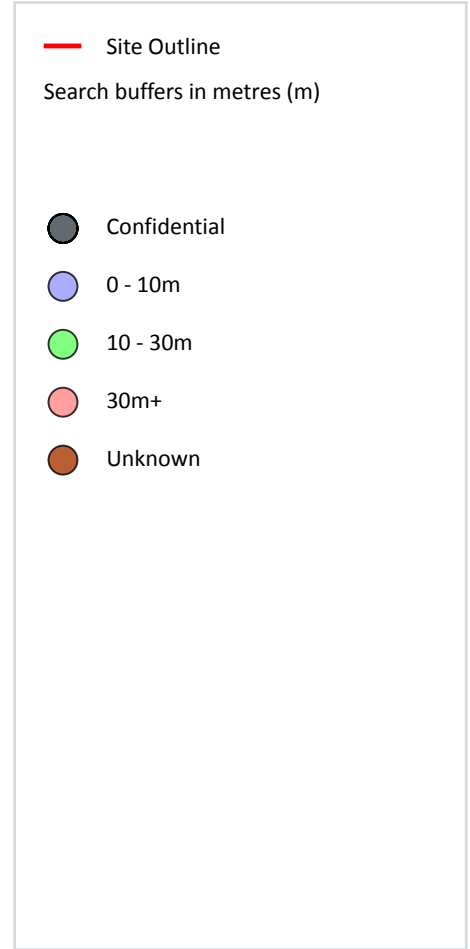 Site Outline
Search buffers in metres (m)
Confidential
0 - 10m
10 - 30m
30m+
Unknown